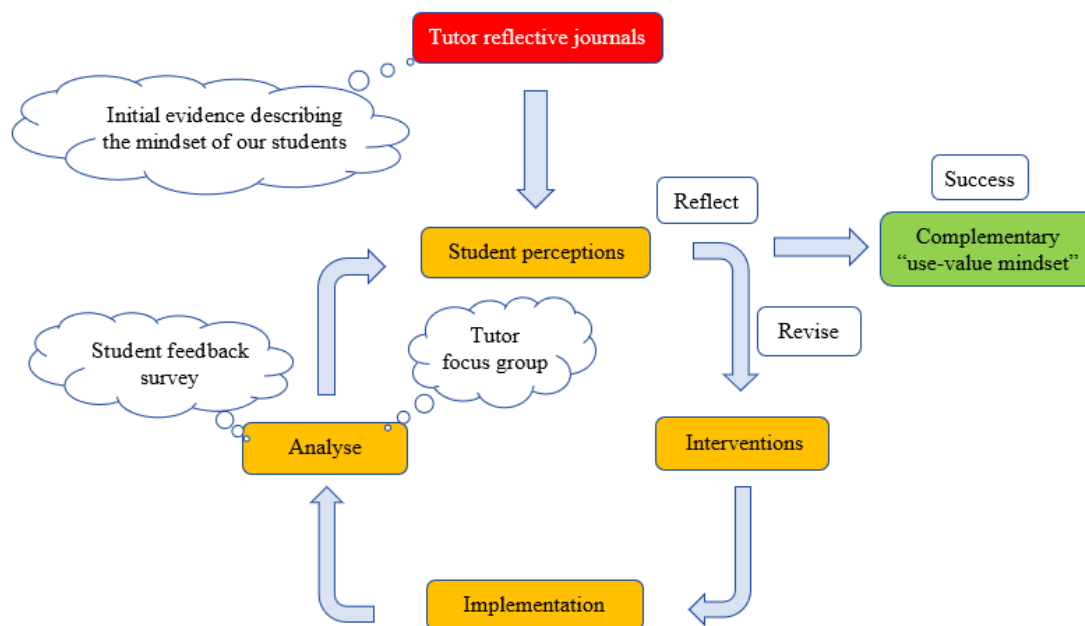 Tutor reflective journals
Initial evidence describing
the mindset of our students
Reflect
Success
Student perceptions
Complementary
“use-value mindset”
Revise
Student feedback
survey
Tutor
focus group
Analyse
Interventions
Implementation